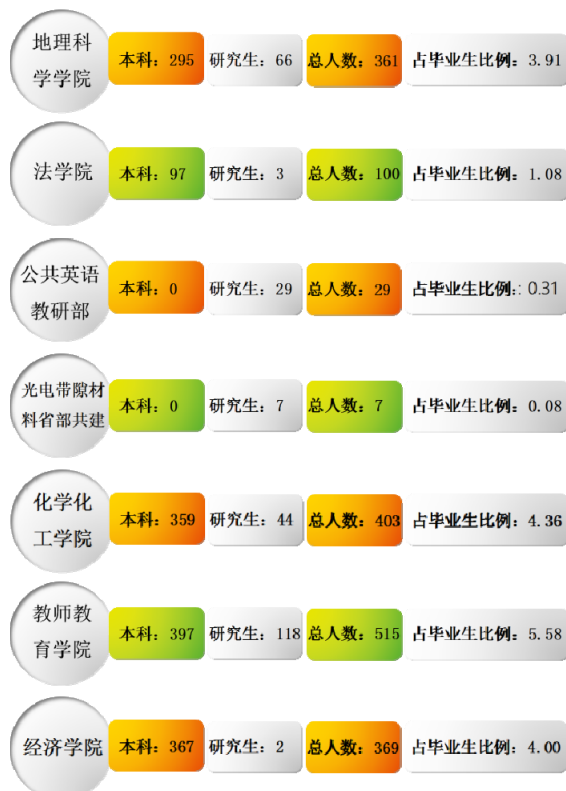 地理科
学学院
本科：295 研究生：66 总人数：361 占毕业生比例：3.91
法学院 本科：97 研究生：3 总人数：100 占毕业生比例：1.08
公共英语
教研部
本科：0 研究生：29 总人数：29 占毕业生比例：: 0.31
光电带隙材
料省部共建
本科：0 研究生：7 总人数：7 占毕业生比例：0.08
化学化
工学院
本科：359 研究生：44 总人数：403 占毕业生比例：4.36
教师教
育学院
本科：397 研究生：118 总人数：515 占毕业生比例：5.58
经济学院 本科：367 研究生：2 总人数：369 占毕业生比例：4.00